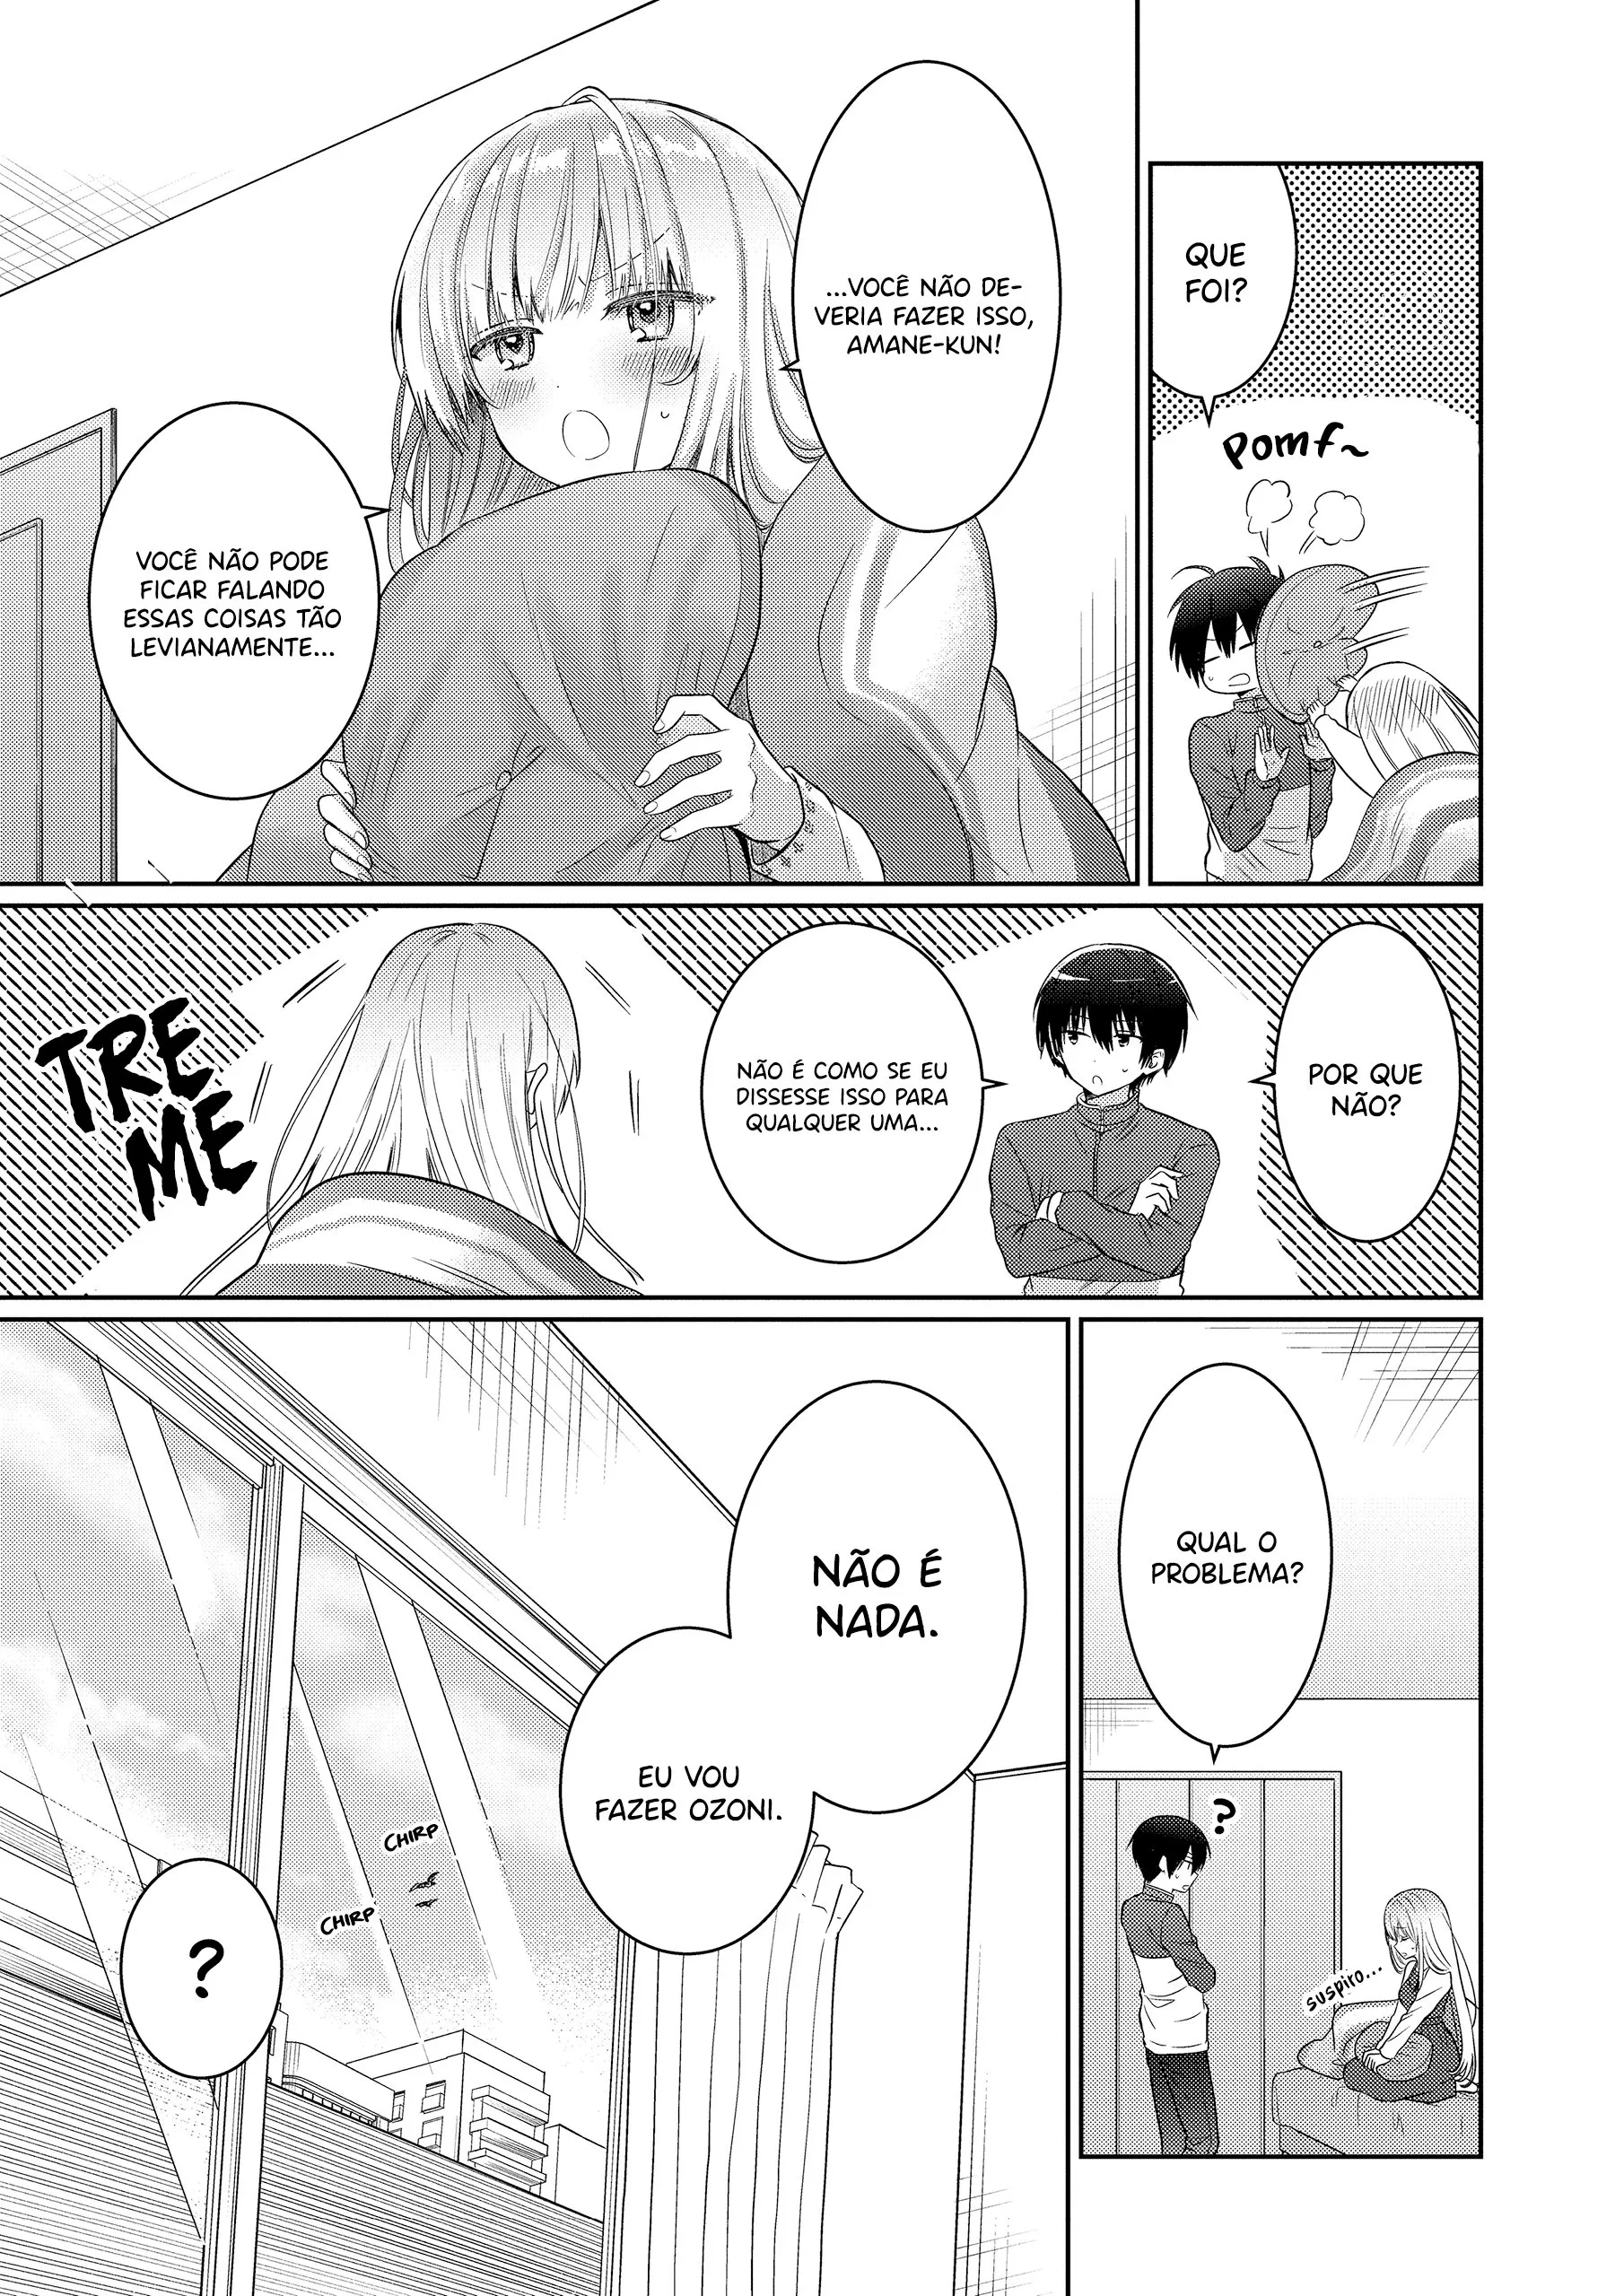 QUE
FOI?
POMF~
...VOCÊ NÃO DE-
VERIA FAZER ISSO,
AMANE-KUN!
VOCÊ NÃO PODE
FICAR FALANDO
ESSAS COISAS TÃO
LEVIANAMENTE...
POR QUE
NÃO?
NÃO É COMO SE EU
DISSESSE ISSO PARA
QUALQUER UMA...
TRE
ME
QUAL O
PROBLEMA?
?
SUSPIRO...
NÃO É
NADA.
EU VOU
FAZER OZONI.
CHIRP
CHIRP
?